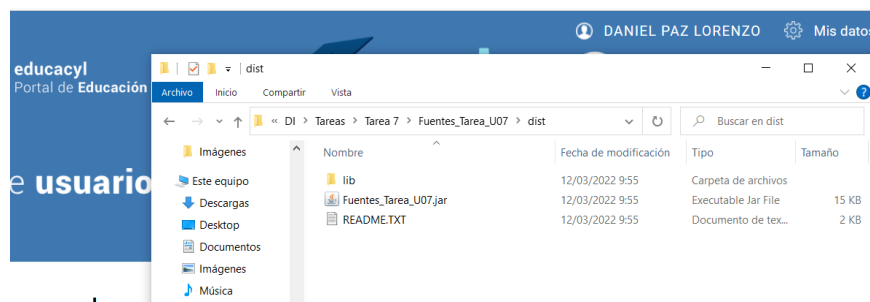 DANIEL PAZ LORENZO Mis datos
educacyl
Portal de Educación
e usuario
dist
Archivo Inicio Compartir Vista
« DI > Tareas > Tarea 7 > Fuentes_Tarea_U07 > dist
Buscar en dist
Nombre Fecha de modificación Tipo Tamaño
Imágenes
Este equipo
Descargas
Desktop
Documentos
Imágenes
Música
lib 12/03/2022 9:55 Carpeta de archivos
Fuentes_Tarea_U07.jar 12/03/2022 9:55 Executable Jar File 15 KB
README.TXT 12/03/2022 9:55 Documento de tex... 2 KB